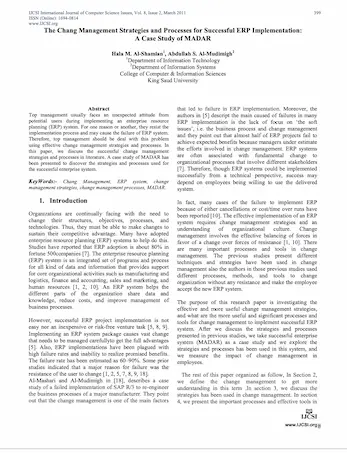 IJCSI International Journal of Computer Science Issues, Vol. 8, Issue 2, March 2011
ISSN (Online): 1694-0814
www.IJCSI.org
399
The Chang Management Strategies and Processes for Successful ERP Implementation:
A Case Study of MADAR
Hala M. Al-Shamlan¹, Abdullah S. Al-Mudimigh²
¹Department of Information Technology
²Department of Information Systems
College of Computer & Information Sciences
King Saud University
Abstract
Top management usually focus on enterprises attitude from
potential users during implementing an enterprise resource
planning (ERP) system. For one reason or another, they resist the
implementation process and may cause the failure of ERP system.
Therefore, top management should be deal with this problem
using effective change management strategies and processes. In
this paper, we discuss the successful change management
strategies and processes in literature. A case study of MADAR has
been presented to discover the strategies and processes used for
the successful enterprise system.
KeyWords- Change Management, ERP system, change
management strategies, change management processes, MADAR.
1. Introduction
Organizations are continually facing with the need to
change their structures, objectives, processes, and
technologies. Thus, they must be able to make changes to
sustain their competitive advantage. Many have adopted
enterprise resource planning (ERP) systems to help do this.
Studies have reported that ERP adoption is about 80% in
fortune 500companies [7]. The enterprise resource planning
(ERP) system is an integrated set of programs and process
for all kind of data and information that provides support
for core organizational activities such as manufacturing and
logistics, finance and accounting, sales and marketing, and
human resources [1, 2, 10]. An ERP system helps the
different parts of the organization share data and
knowledge, reduce costs, and improve management of
business processes.
However, successful ERP project implementation is not
easy nor an inexpensive or risk-free venture task [5, 8, 9].
Implementing an ERP system package causes vast change
that needs to be managed carefullyto get the full advantages
[5]. Also, ERP implementations have been plagued with
high failure rates and inability to realize promised benefits.
The failure rate has been estimated as 60–90%. Some prior
studies indicated that a major reason for failure was the
resistance of the user to change [1, 2, 5, 7, 8, 9, 18].
Al-Mashari and Al-Mudimigh in [18], describes a case
study of a failed implementation of SAP R/3 to re-engineer
the business processes of a major manufacturer. They point
out that the change management is one of the main factors
that led to failure in ERP implementation. Moreover, the
authors in [5] descript the main caused of failures in many
ERP implementation is the lack of focus on 'the soft
issues', i.e. the business process and change management
and they point out that almost half of ERP projects fail to
achieve expected benefits because managers under estimate
the efforts involved in change management. ERP systems
are often associated with fundamental change to
organizational processes that involve different stakeholders
[7]. Therefore, though ERP systems could be implemented
successfully from a technical perspective, success may
depend on employees being willing to use the delivered
system.
In fact, many cases of the failure to implement ERP
because of either cancellations or cost/time over runs have
been reported [10]. The effective implementation of an ERP
system requires change management strategies and an
understanding of organizational culture. Change
management involves the effective balancing of forces in
favor of a change over forces of resistance [1, 10]. There
are many important processes and tools in change
management. The previous studies present different
techniques and strategies have been used in change
management also the authors in those previous studies used
different processes, methods, and tools to change
organization without any resistance and make the employee
accept the new ERP system.
The purpose of this research paper is investigating the
effective and more useful change management strategies,
and what are the more useful and significant processes and
tools for change management to implement a successful ERP
system. After we discuss the strategies and processes
presented in previous studies, we take successful enterprise
system (MADAR) as a case study and we explore the
strategies and processes has been used in this system, and
we measure the impact of change management in
employees.
The rest of this paper organized as follow, In Section 2,
we define the change management to get more
understanding in this term .In section 3, we discuss the
strategies has been used in change management. In section
4, we present the important processes and effective tools in
IJCSI
www.IJCSI.org